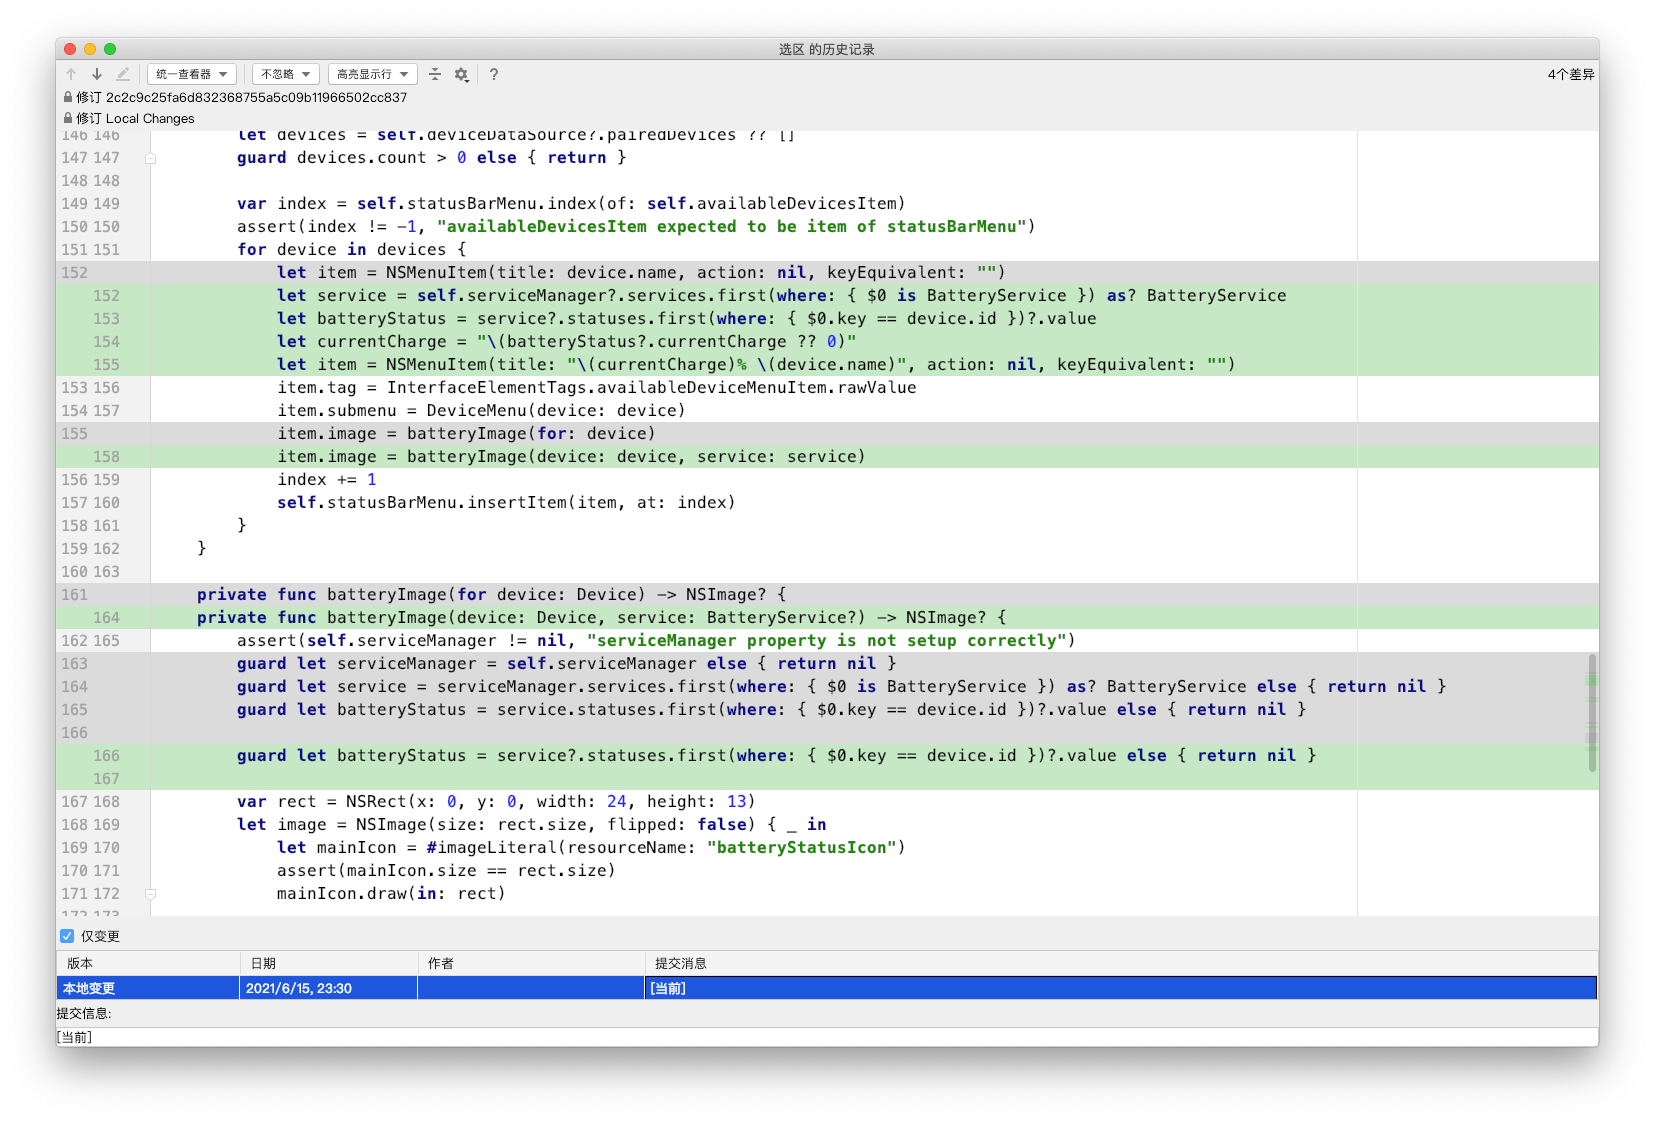 选区 的历史记录
统一查看器 不忽略 高亮显示行 ? 4个差异
修订 2c2c9c25fa6d832368755a5c09b11966502cc837
修订 Local Changes
146 146 let devices = self.deviceDataSource?.pairedDevices ?? []
147 147 guard devices.count > 0 else { return }
148 148
149 149 var index = self.statusBarMenu.index(of: self.availableDevicesItem)
150 150 assert(index != -1, "availableDevicesItem expected to be item of statusBarMenu")
151 151 for device in devices {
152 let item = NSMenuItem(title: device.name, action: nil, keyEquivalent: "")
152 let service = self.serviceManager?.services.first(where: { $0 is BatteryService }) as? BatteryService
153 let batteryStatus = service?.statuses.first(where: { $0.key == device.id })?.value
154 let currentCharge = "\(batteryStatus?.currentCharge ?? 0)"
155 let item = NSMenuItem(title: "\(currentCharge)% \(device.name)", action: nil, keyEquivalent: "")
153 156 item.tag = InterfaceElementTags.availableDeviceMenuItem.rawValue
154 157 item.submenu = DeviceMenu(device: device)
155 item.image = batteryImage(for: device)
158 item.image = batteryImage(device: device, service: service)
156 159 index += 1
157 160 self.statusBarMenu.insertItem(item, at: index)
158 161 }
159 162 }
160 163
161 private func batteryImage(for device: Device) -> NSImage? {
164 private func batteryImage(device: Device, service: BatteryService?) -> NSImage? {
162 165 assert(self.serviceManager != nil, "serviceManager property is not setup correctly")
163 guard let serviceManager = self.serviceManager else { return nil }
164 guard let service = serviceManager.services.first(where: { $0 is BatteryService }) as? BatteryService else { return nil }
165 guard let batteryStatus = service.statuses.first(where: { $0.key == device.id })?.value else { return nil }
166
166 guard let batteryStatus = service?.statuses.first(where: { $0.key == device.id })?.value else { return nil }
167
167 168 var rect = NSRect(x: 0, y: 0, width: 24, height: 13)
168 169 let image = NSImage(size: rect.size, flipped: false) { _ in
169 170 let mainIcon = #imageLiteral(resourceName: "batteryStatusIcon")
170 171 assert(mainIcon.size == rect.size)
171 172 mainIcon.draw(in: rect)
172 173
仅变更
版本 日期 作者 提交消息
本地变更 2021/6/15, 23:30 [当前]
提交信息:
[当前]